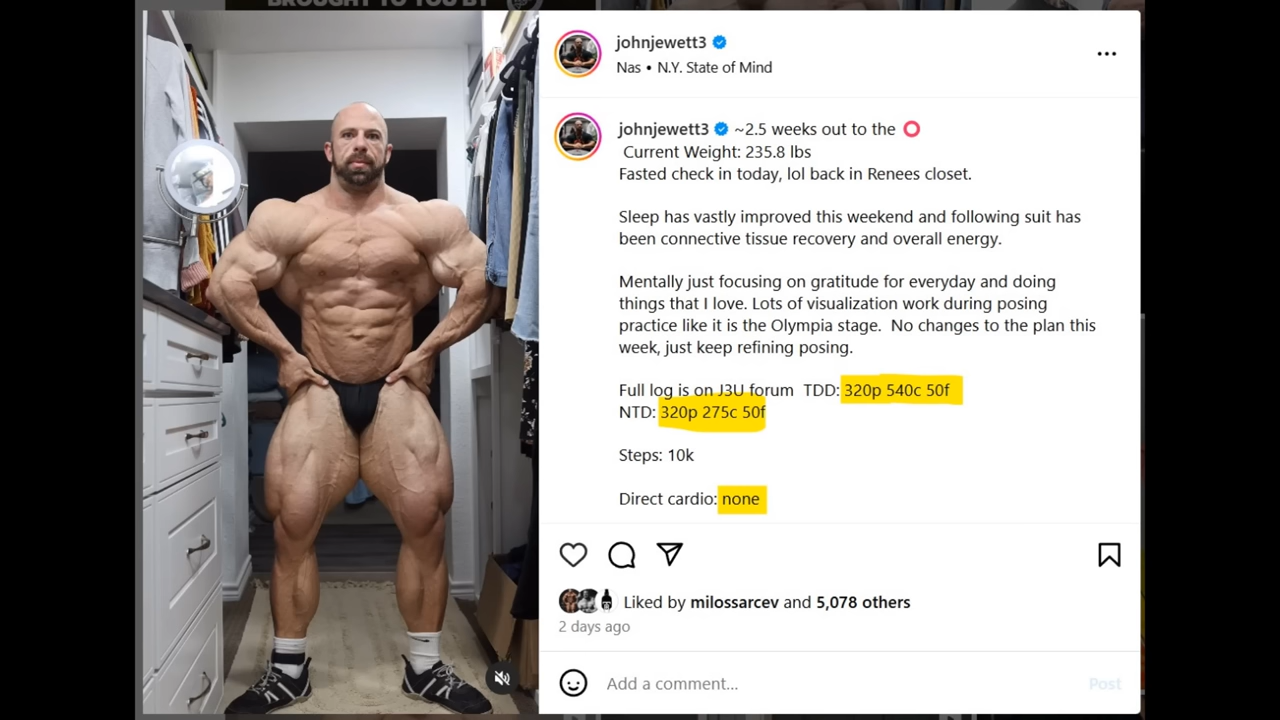 BROUGHT TO YOU BY
johnjewett3
Nas • N.Y. State of Mind
johnjewett3 ~2.5 weeks out to the ⭕
Current Weight: 235.8 lbs
Fasted check in today, lol back in Renees closet.
Sleep has vastly improved this weekend and following suit has
been connective tissue recovery and overall energy.
Mentally just focusing on gratitude for everyday and doing
things that I love. Lots of visualization work during posing
practice like it is the Olympia stage. No changes to the plan this
week, just keep refining posing.
Full log is on J3U forum TDD: 320p 540c 50f
NTD: 320p 275c 50f
Steps: 10k
Direct cardio: none
Liked by milossarcev and 5,078 others
2 days ago
Add a comment...
Post